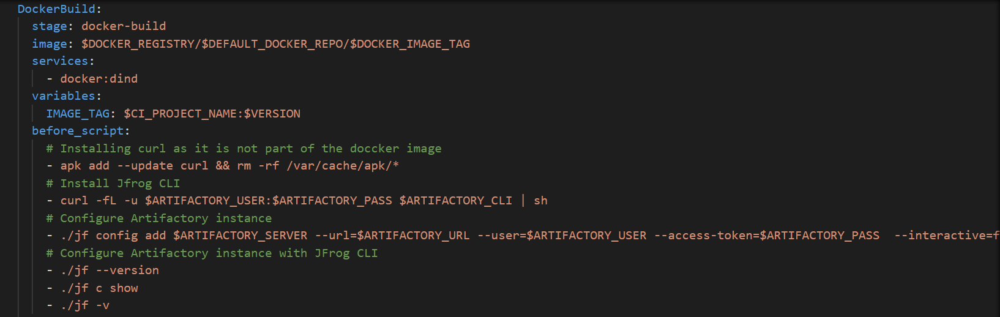 DockerBuild:
stage: docker-build
image: $DOCKER_REGISTRY/$DEFAULT_DOCKER_REPO/$DOCKER_IMAGE_TAG
services:
- docker:dind
variables:
IMAGE_TAG: $CI_PROJECT_NAME:$VERSION
before_script:
# Installing curl as it is not part of the doccker image
- apk add --update curl && rm -rf /var/cache/apk/*
# Install Jfrog CLI
- curl -fL -u $ARTIFACTORY_USER:$ARTIFACTORY_PASS $ARTIFACTORY_CLI | sh
# Configure Artifactory instance
- ./jf config add $ARTIFACTORY_SERVER --url=$ARTIFACTORY_URL --user=$ARTIFACTORY_USER --access-token=$ARTIFACTORY_PASS  --interactive=f
# Configure Artifactory instance with JFrog CLI
- ./jf --version
- ./jf c show
- ./jf -v